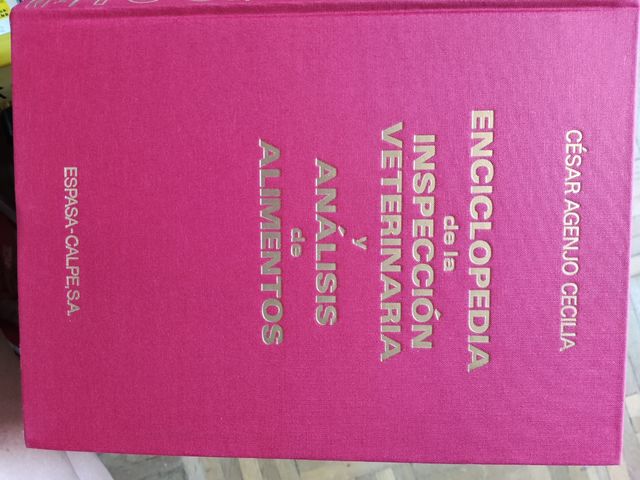 CÉSAR AGENJO CECILIA
ENCICLOPEDIA
de la
INSPECCIÓN
VETERINARIA
y
ANÁLISIS
de
ALIMENTOS
ESPASA-CALPE, S.A.